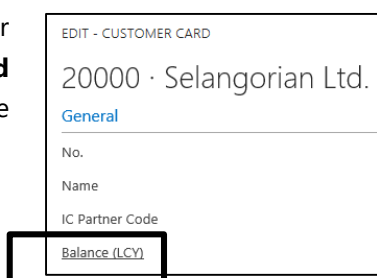 r
d
e
EDIT - CUSTOMER CARD
20000 · Selangorian Ltd.
General
No.
Name
IC Partner Code
Balance (LCY)